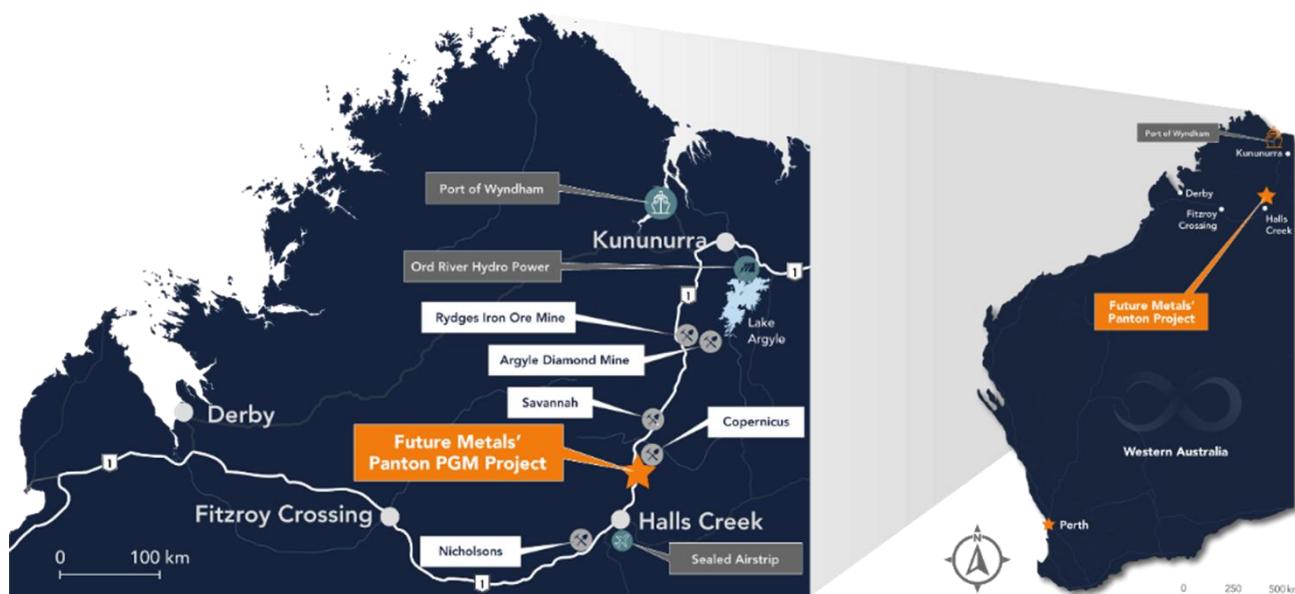 Port of Wyndham
Kununurra
Ord River Hydro Power
1
1
Rydges Iron Ore Mine
Lake
Argyle
Argyle Diamond Mine
Savannah
Copernicus
Derby
Future Metals'
Panton PGM Project
1
Fitzroy Crossing
Halls Creek
0 100 km
Nicholsons
Sealed Airstrip
1
Port of Wyndham
Kununurra
Derby
Fitzroy
Crossing
Halls
Creek
Future Metals'
Panton Project
Western Australia
Perth
N
0 250 500 km